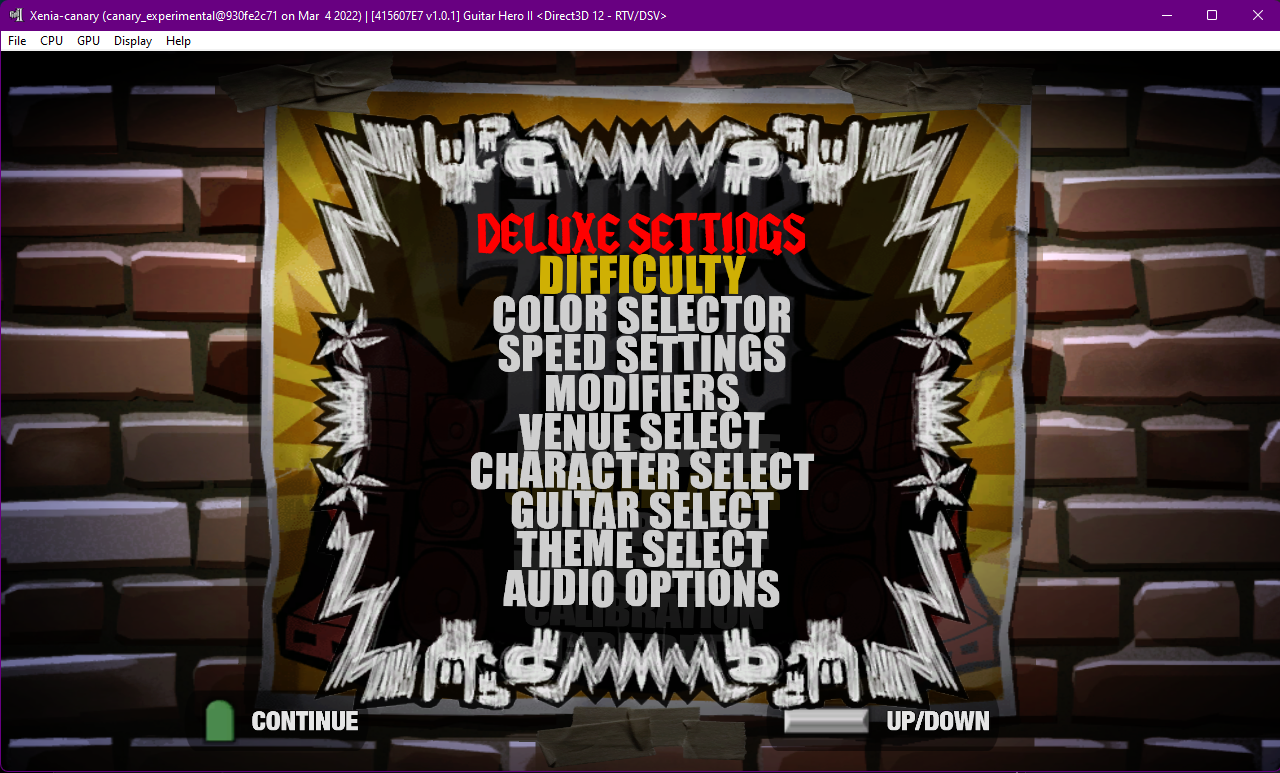 Xenia-canary (canary_experimental@930fe2c71 on Mar 4 2022) | [415607E7 v1.0.1] Guitar Hero II <Direct3D 12 - RTV/DSV>
File CPU GPU Display Help
DELUXE SETTINGS
DIFFICULTY
COLOR SELECTOR
SPEED SETTINGS
MODIFIERS
VENUE SELECT
CHARACTER SELECT
GUITAR SELECT
THEME SELECT
AUDIO OPTIONS
CALIBRATION
CONTINUE UP/DOWN